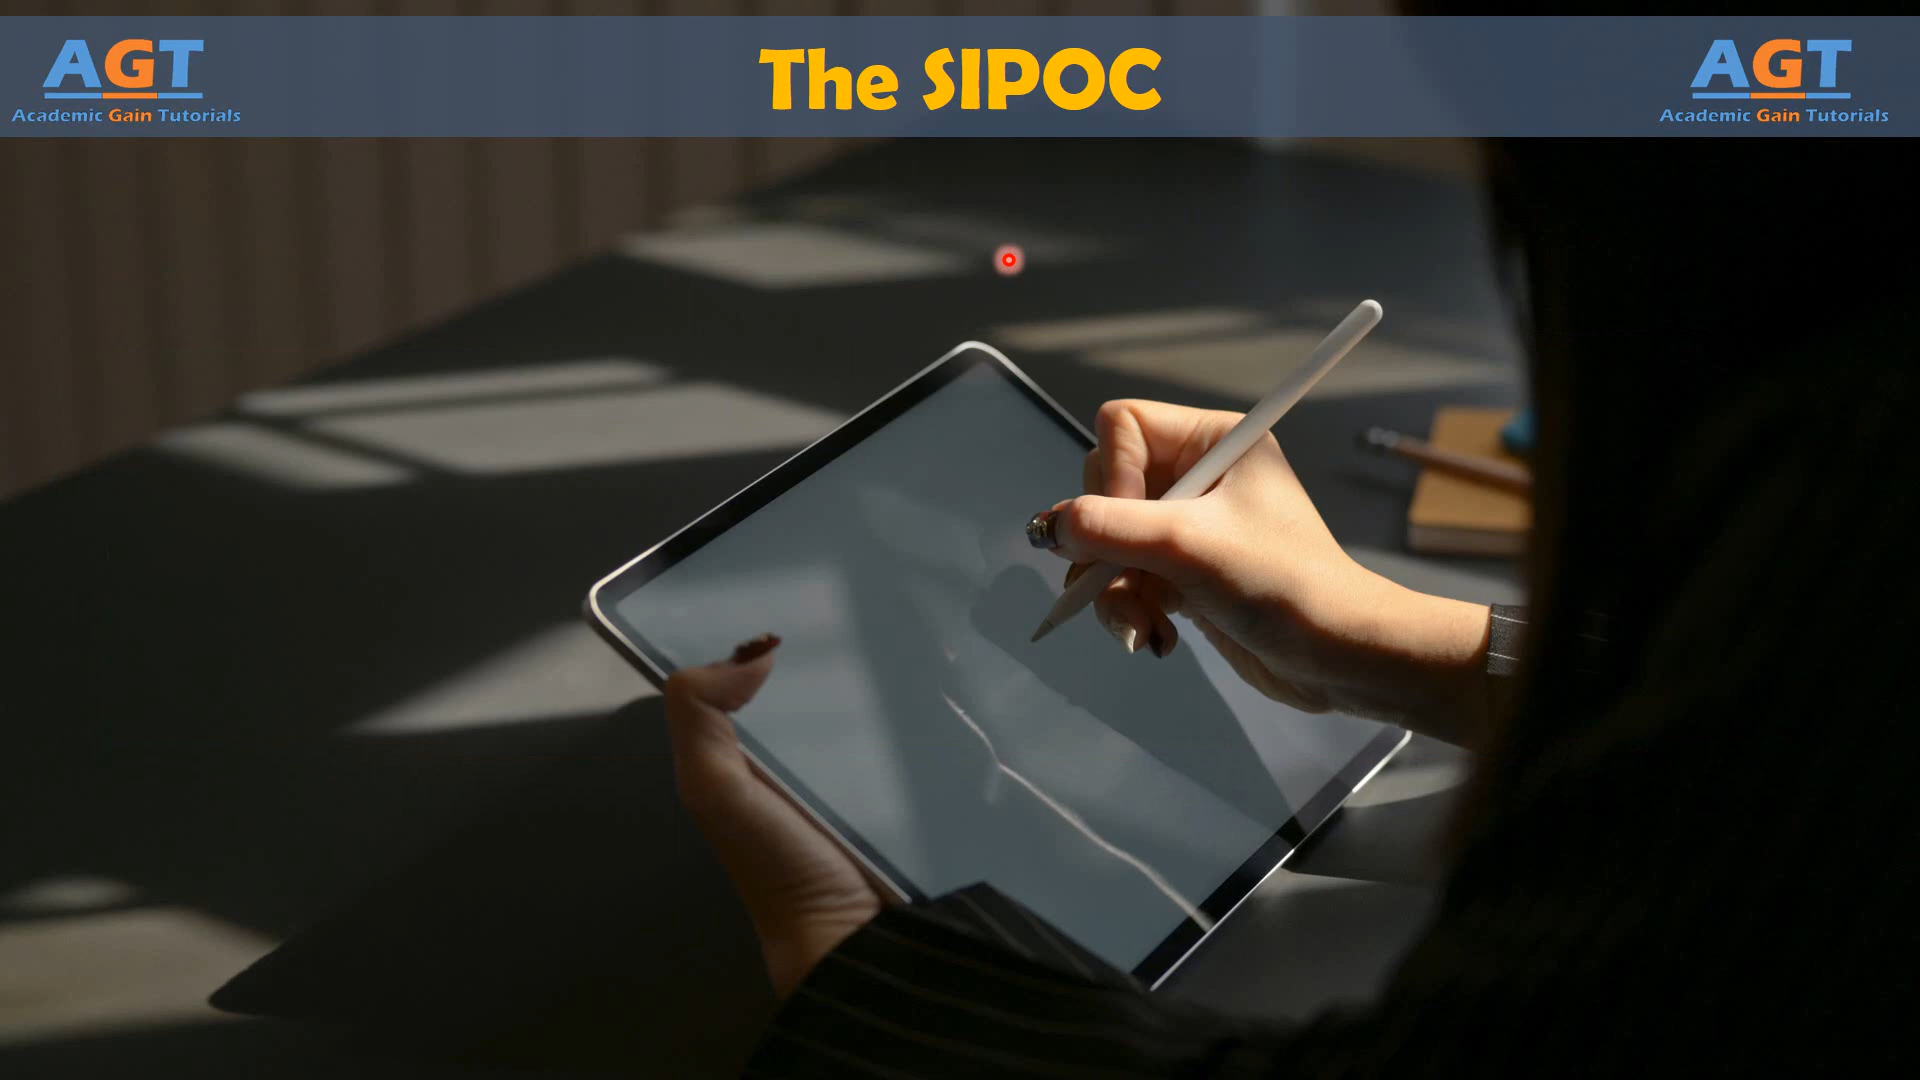 AGT
Academic Gain Tutorials
The SIPOC
AGT
Academic Gain Tutorials